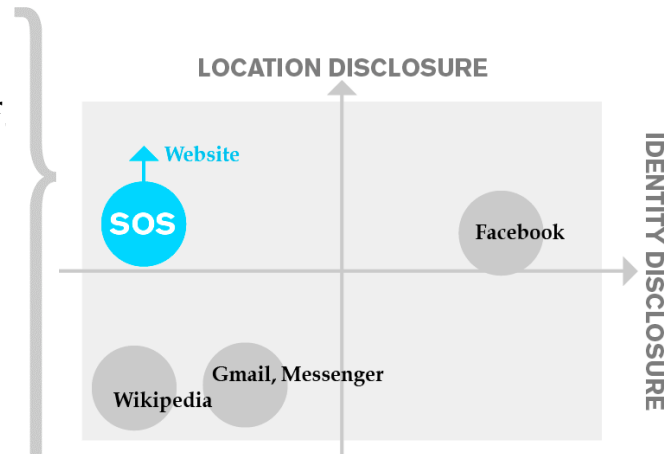 LOCATION DISCLOSURE
Website
SOS
Facebook
IDENTITY DISCLOSURE
Gmail, Messenger
Wikipedia